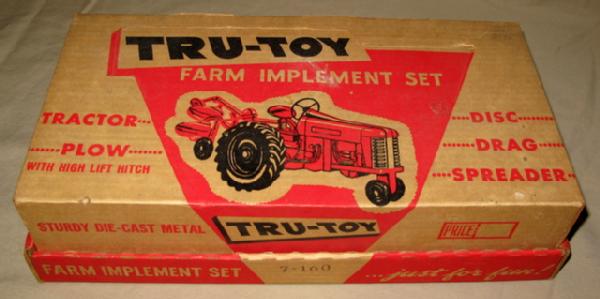 TRU-TOY
FARM IMPLEMENT SET
TRACTOR
PLOW
WITH HIGH LIFT HITCH
DISC
DRAG
SPREADER
STURDY DIE-CAST METAL
TRU-TOY
PRICE
FARM IMPLEMENT SET
7-160
...just for fun!